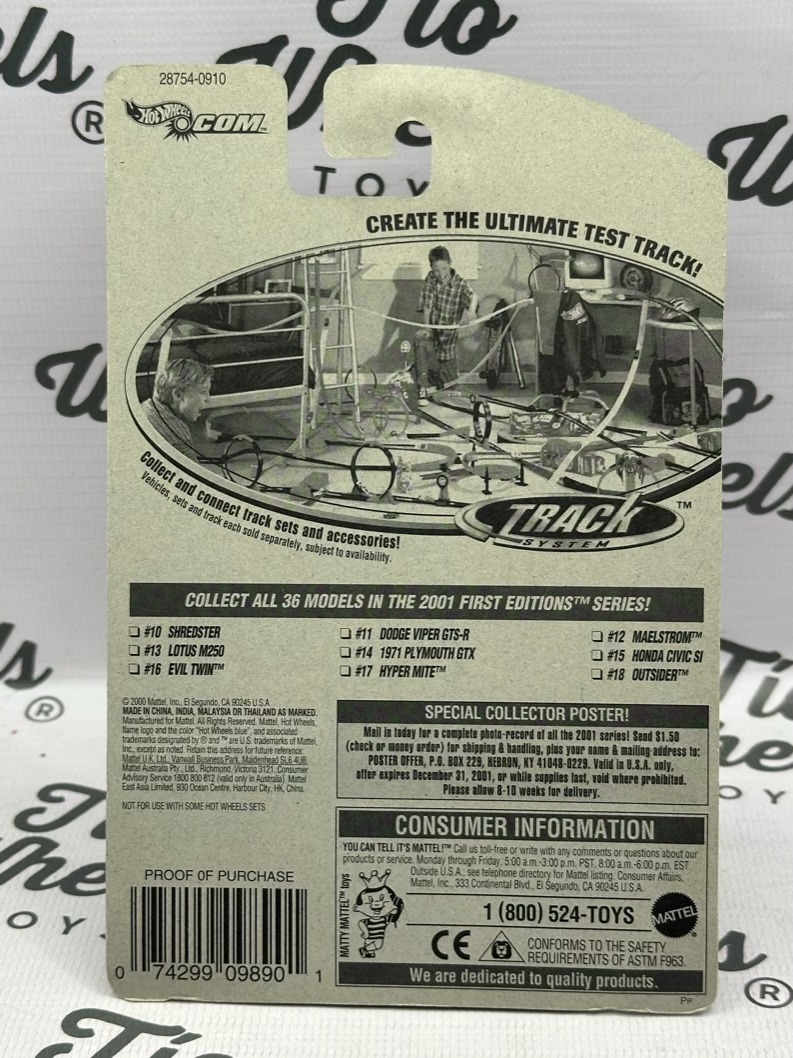 28754-0910
Hot Wheels .COM™
CREATE THE ULTIMATE TEST TRACK!
Collect and connect track sets and accessories!
Vehicles, sets and track each sold separately, subject to availability.
TRACK ™
SYSTEM
COLLECT ALL 36 MODELS IN THE 2001 FIRST EDITIONS™ SERIES!
❏ #10 SHREDSTER ❏ #11 DODGE VIPER GTS-R ❏ #12 MAELSTROM™
❏ #13 LOTUS M250 ❏ #14 1971 PLYMOUTH GTX ❏ #15 HONDA CIVIC SI
❏ #16 EVIL TWIN™ ❏ #17 HYPER MITE™ ❏ #18 OUTSIDER™
© 2000 Mattel, Inc., El Segundo, CA 90245 U.S.A.
MADE IN CHINA, INDIA, MALAYSIA OR THAILAND AS MARKED.
Manufactured for Mattel. All Rights Reserved. Mattel, Hot Wheels,
flame logo and the color "Hot Wheels blue", and associated
trademarks designated by ® and ™ are U.S. trademarks of Mattel,
Inc., except as noted. Retain this address for future reference:
Mattel U.K. Ltd., Vanwall Business Park, Maidenhead SL6 4UB.
Mattel Australia Pty., Ltd., Richmond, Victoria 3121. Consumer
Advisory Service 1800 800 812 (valid only in Australia). Mattel
East Asia Limited, 930 Ocean Centre, Harbour City, HK, China.
NOT FOR USE WITH SOME HOT WHEELS SETS.
SPECIAL COLLECTOR POSTER!
Mail in today for a complete photo-record of all the 2001 series! Send $1.50
(check or money order) for shipping & handling, plus your name & mailing address to:
POSTER OFFER, P.O. BOX 229, HEBRON, KY 41048-0229. Valid in U.S.A. only,
offer expires December 31, 2001, or while supplies last, void where prohibited.
Please allow 8-10 weeks for delivery.
CONSUMER INFORMATION
YOU CAN TELL IT'S MATTEL!™ Call us toll-free or write with any comments or questions about our
products or service. Monday through Friday, 5:00 a.m.-3:00 p.m. PST, 8:00 a.m.-6:00 p.m. EST.
Outside U.S.A., see telephone directory for Mattel listing. Consumer Affairs,
Mattel, Inc., 333 Continental Blvd., El Segundo, CA 90245 U.S.A.
MATTY MATTEL™ toys
1 (800) 524-TOYS
MATTEL
CE
CONFORMS TO THE SAFETY
REQUIREMENTS OF ASTM F963.
We are dedicated to quality products.
PROOF OF PURCHASE
0 74299 09890 1
PP